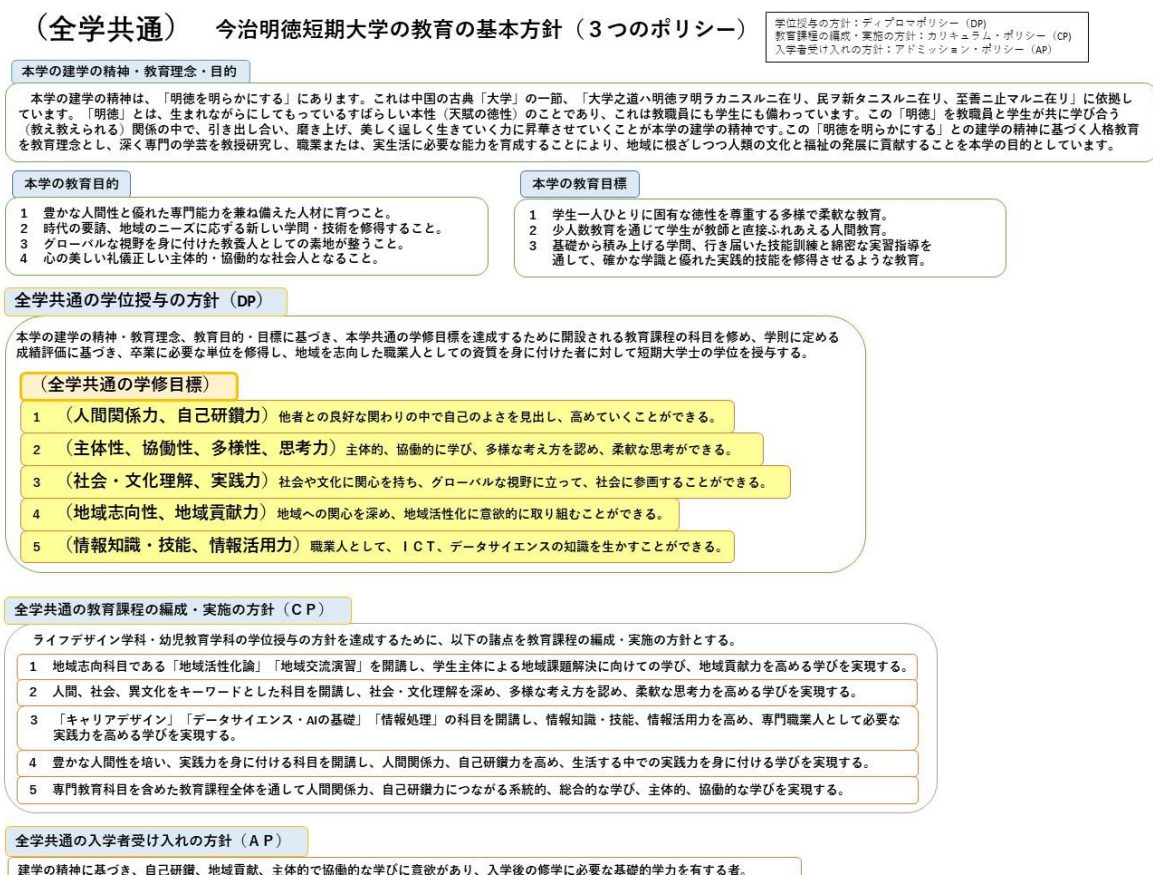 （全学共通） 今治明徳短期大学の教育の基本方針（３つのポリシー）
学位授与の方針：ディプロマポリシー（DP）
教育課程の編成・実施の方針：カリキュラム・ポリシー（CP）
入学者受け入れの方針：アドミッション・ポリシー（AP）
本学の建学の精神・教育理念・目的
本学の建学の精神は、「明徳を明らかにする」にあります。これは中国の古典「大学」の一節、「大学之道ハ明徳ヲ明ラカニスルニ在リ、民ヲ新タニスルニ在リ、至善ニ止マルニ在リ」に依拠し
ています。「明徳」とは、生まれながらにしてもっているすばらしい本性（天賦の徳性）のことであり、これは教職員にも学生にも備わっています。この「明徳」を教職員と学生が共に学び合う
（教え教えられる）関係の中で、引き出し合い、磨き上げ、美しく逞しく生きていく力に昇華させていくことが本学の建学の精神です。この「明徳を明らかにする」との建学の精神に基づく人格教育
を教育理念とし、深く専門の学芸を教授研究し、職業または、実生活に必要な能力を育成することにより、地域に根ざしつつ人類の文化と福祉の発展に貢献することを本学の目的としています。
本学の教育目的
1 豊かな人間性と優れた専門能力を兼ね備えた人材に育つこと。
2 時代の要請、地域のニーズに応ずる新しい学問・技術を修得すること。
3 グローバルな視野を身に付けた教養人としての素地が整うこと。
4 心の美しい礼儀正しい主体的・協働的な社会人となること。
本学の教育目標
1 学生一人ひとりに固有な徳性を尊重する多様で柔軟な教育。
2 少人数教育を通じて学生が教師と直接ふれあえる人間教育。
3 基礎から積み上げる学問、行き届いた技能訓練と綿密な実習指導を
通して、確かな学識と優れた実践的技能を修得させるような教育。
全学共通の学位授与の方針（DP）
本学の建学の精神・教育理念、教育目的・目標に基づき、本学共通の学修目標を達成するために開設される教育課程の科目を修め、学則に定める
成績評価に基づき、卒業に必要な単位を修得し、地域を志向した職業人としての資質を身に付けた者に対して短期大学士の学位を授与する。
（全学共通の学修目標）
1 （人間関係力、自己研鑽力）他者との良好な関わりの中で自己のよさを見出し、高めていくことができる。
2 （主体性、協働性、多様性、思考力）主体的、協働的に学び、多様な考え方を認め、柔軟な思考ができる。
3 （社会・文化理解、実践力）社会や文化に関心を持ち、グローバルな視野に立って、社会に参画することができる。
4 （地域志向性、地域貢献力）地域への関心を深め、地域活性化に意欲的に取り組むことができる。
5 （情報知識・技能、情報活用力）職業人として、ＩＣＴ、データサイエンスの知識を生かすことができる。
全学共通の教育課程の編成・実施の方針（ＣＰ）
ライフデザイン学科・幼児教育学科の学位授与の方針を達成するために、以下の諸点を教育課程の編成・実施の方針とする。
1 地域志向科目である「地域活性化論」「地域交流演習」を開講し、学生主体による地域課題解決に向けての学び、地域貢献力を高める学びを実現する。
2 人間、社会、異文化をキーワードとした科目を開講し、社会・文化理解を深め、多様な考え方を認め、柔軟な思考力を高める学びを実現する。
3 「キャリアデザイン」「データサイエンス・AIの基礎」「情報処理」の科目を開講し、情報知識・技能、情報活用力を高め、専門職業人として必要な
実践力を高める学びを実現する。
4 豊かな人間性を培い、実践力を身に付ける科目を開講し、人間関係力、自己研鑽力を高め、生活する中での実践力を身に付ける学びを実現する。
5 専門教育科目を含めた教育課程全体を通して人間関係力、自己研鑽力につながる系統的、総合的な学び、主体的、協働的な学びを実現する。
全学共通の入学者受け入れの方針（ＡＰ）
建学の精神に基づき、自己研鑽、地域貢献、主体的で協働的な学びに意欲があり、入学後の修学に必要な基礎的学力を有する者。